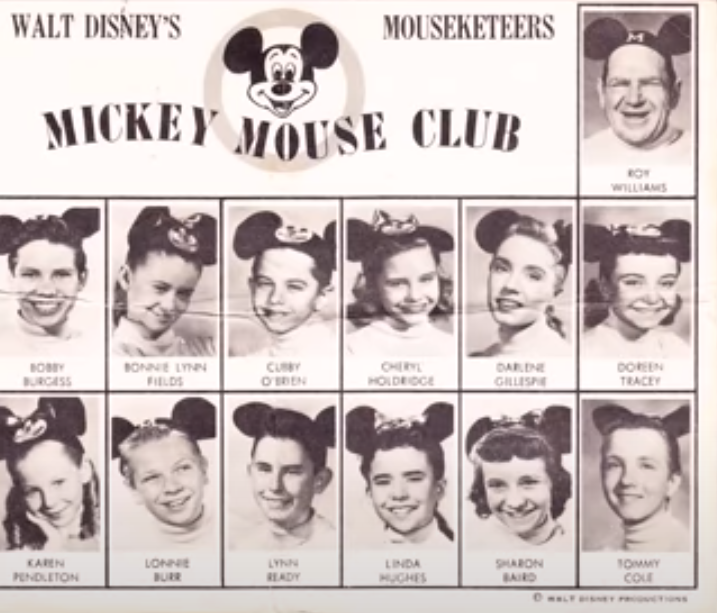 WALT DISNEY'S
MOUSEKETEERS
MICKEY MOUSE CLUB
M
ROY
WILLIAMS
BOBBY
BURGESS
BONNIE LYNN
FIELDS
CUBBY
O'BRIEN
CHERYL
HOLDRIDGE
DARLENE
GILLESPIE
DOREEN
TRACEY
KAREN
PENDLETON
LONNIE
BURR
LYNN
READY
LINDA
HUGHES
SHARON
BAIRD
TOMMY
COLE
© WALT DISNEY PRODUCTIONS